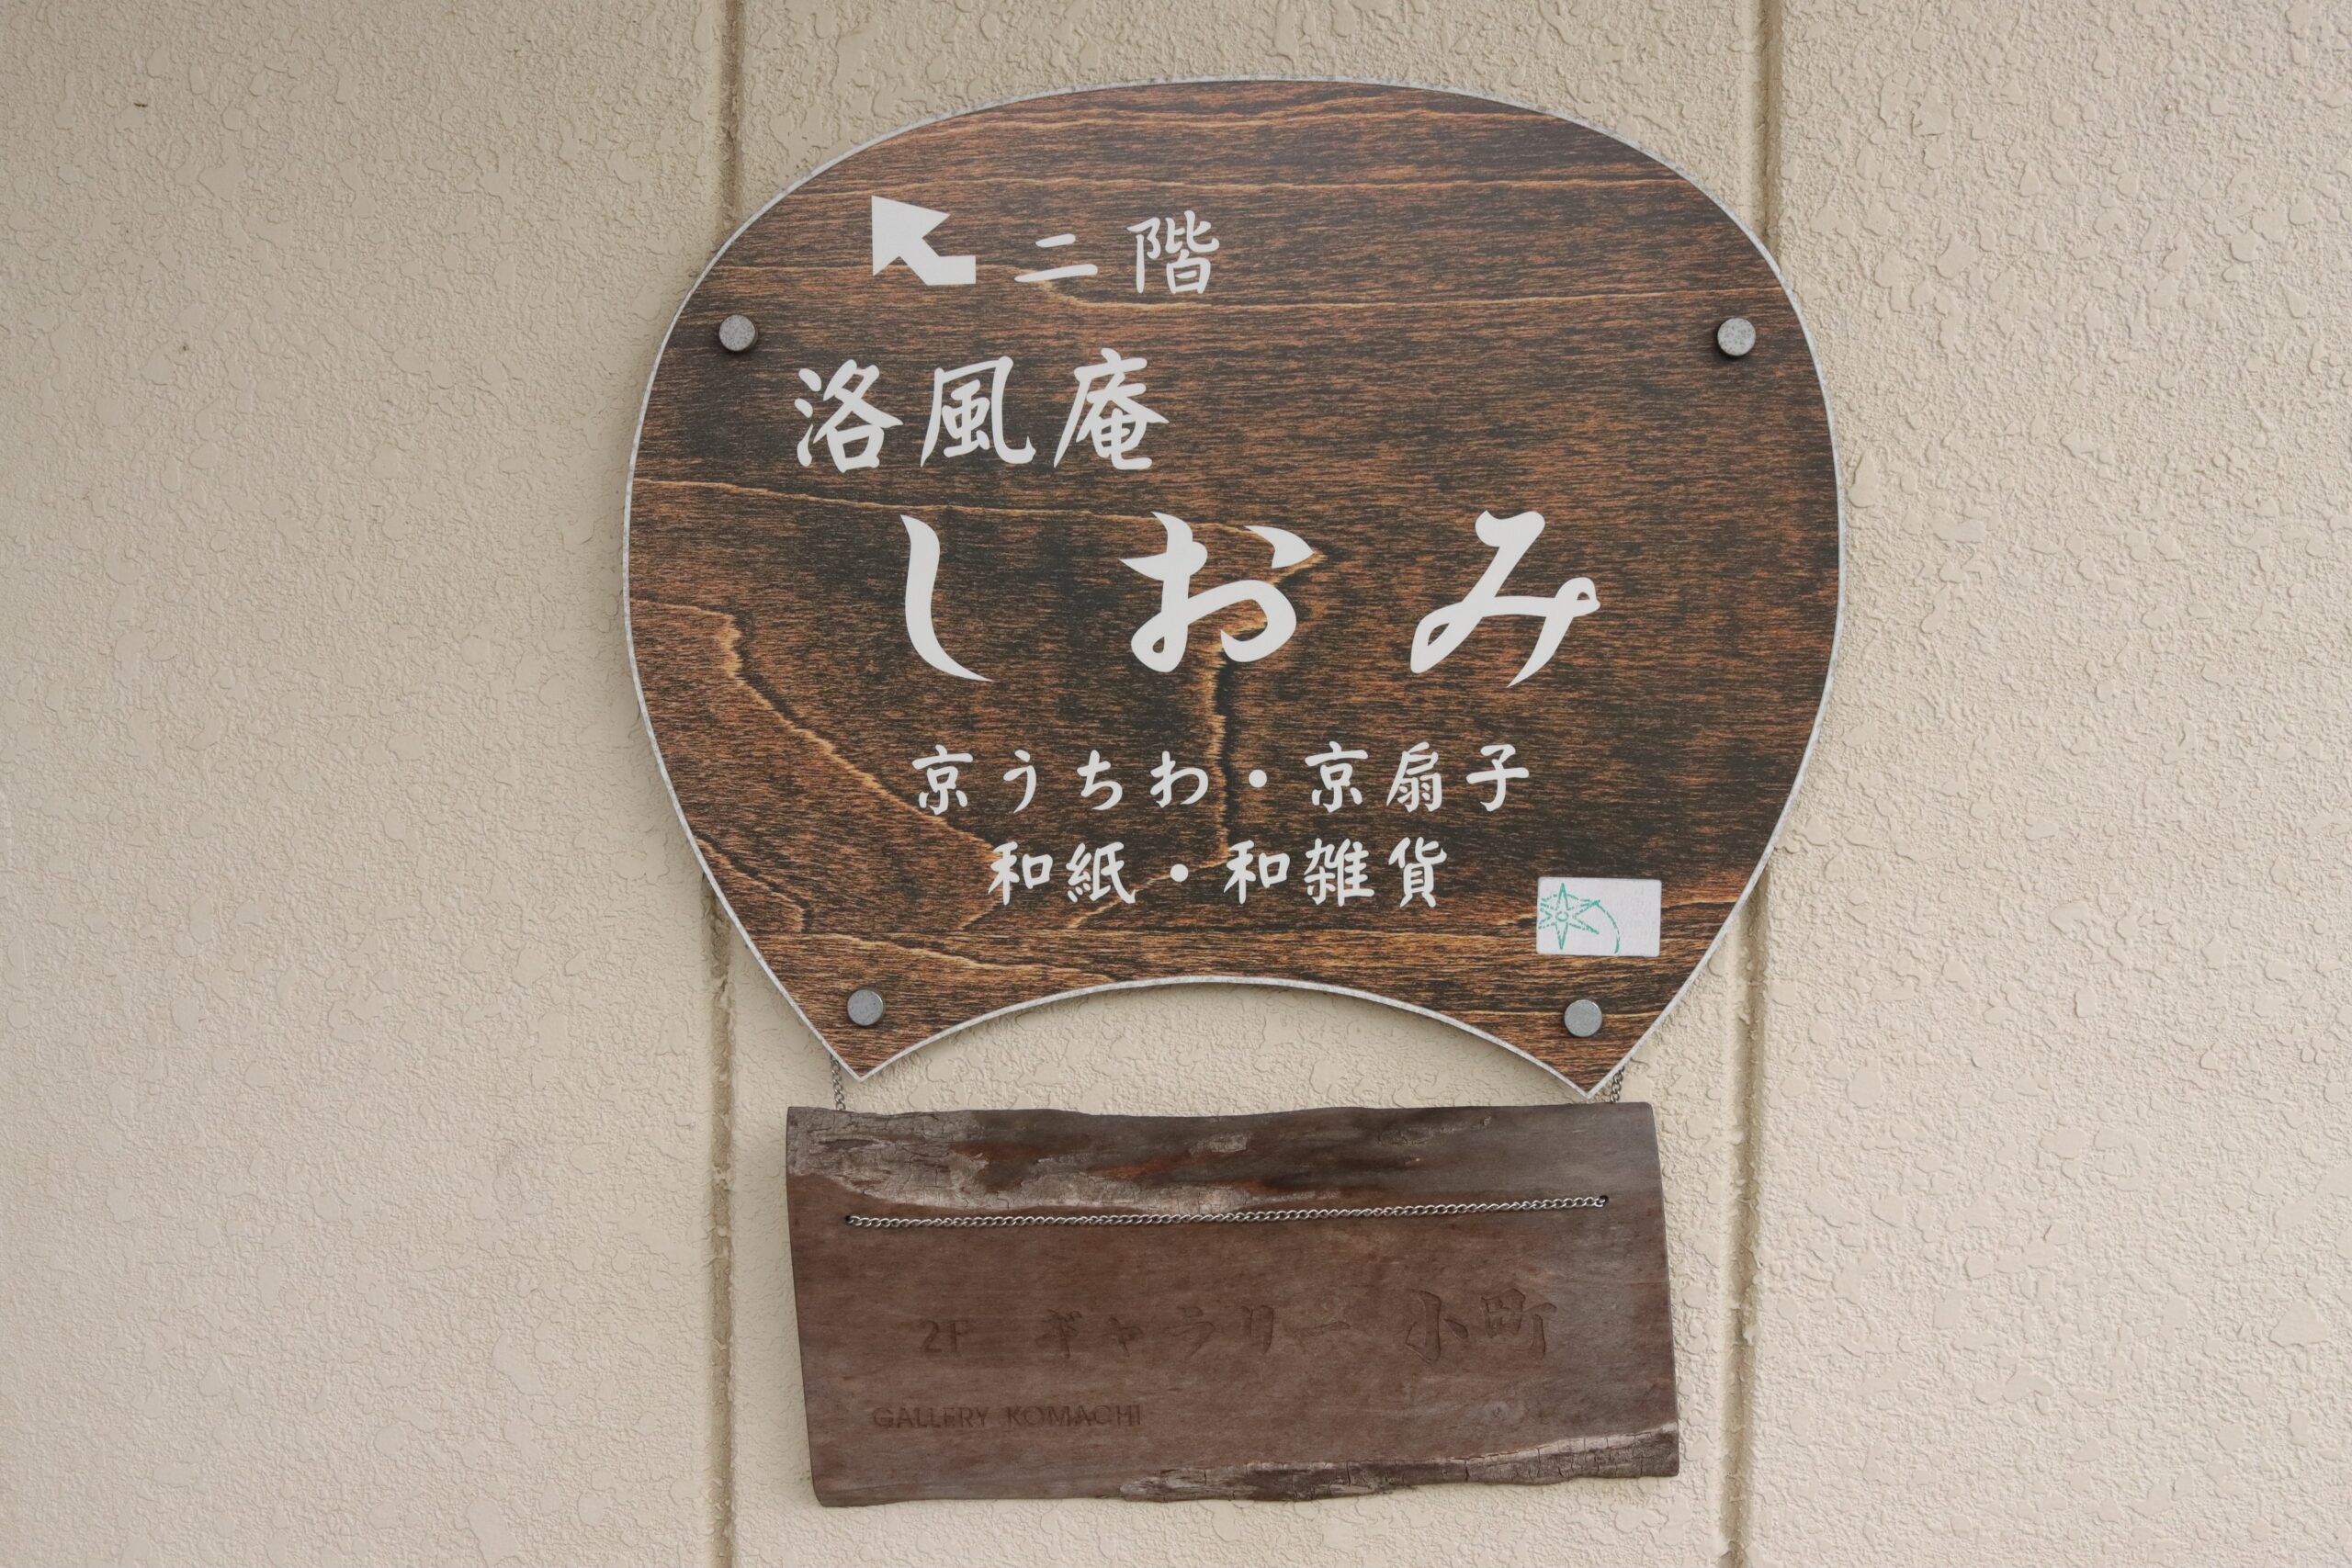 二階
洛風庵
しおみ
京うちわ・京扇子
和紙・和雑貨
2F ギャラリー 小町
GALLERY KOMACHI